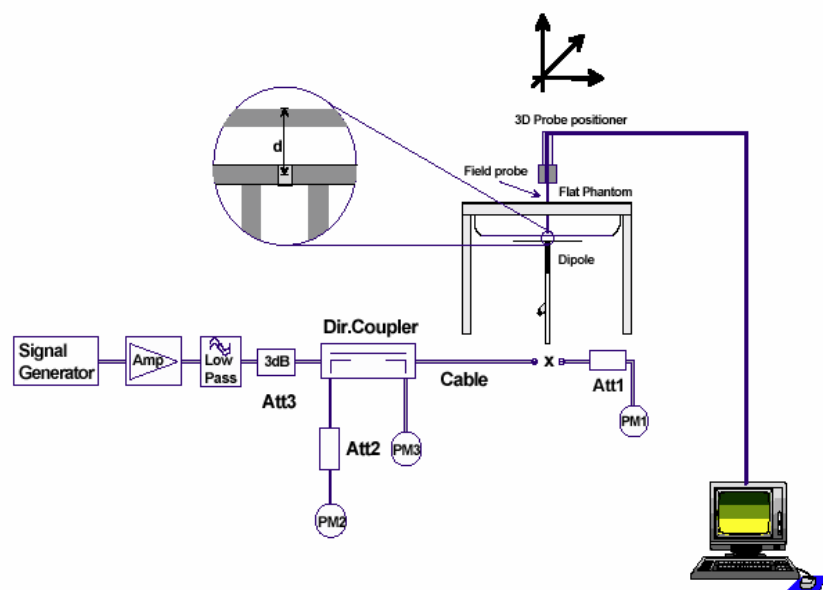 3D Probe positioner
d
Field probe
Flat Phantom
Dipole
Dir.Coupler
Signal
Generator
Amp
Low
Pass
3dB
Att3
Cable
x
Att1
PM1
Att2
PM3
PM2